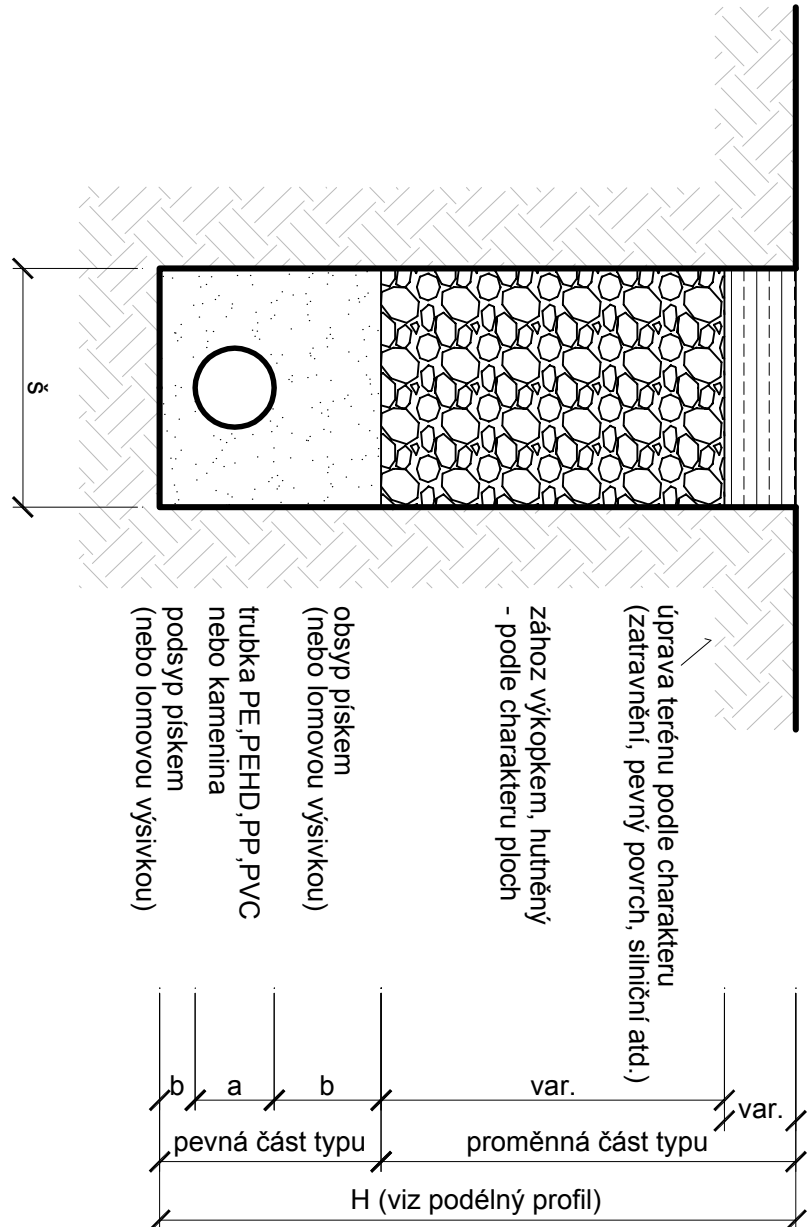 úprava terénu podle charakteru
(zatravnění, pevný povrch, silniční atd.)
zához výkopkem, hutněný
- podle charakteru ploch
obsyp pískem
(nebo lomovou výsivkou)
trubka PE,PEHD,PP,PVC
nebo kamenina
podsyp pískem
(nebo lomovou výsivkou)
š
b
a
b
var.
var.
pevná část typu
proměnná část typu
H (viz podélný profil)